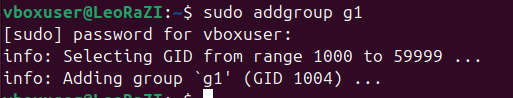 vboxuser@LeoRaZI:~$ sudo addgroup g1
[sudo] password for vboxuser:
info: Selecting GID from range 1000 to 59999 ...
info: Adding group `g1' (GID 1004) ...
vboxuser@LeoRaZI:~$